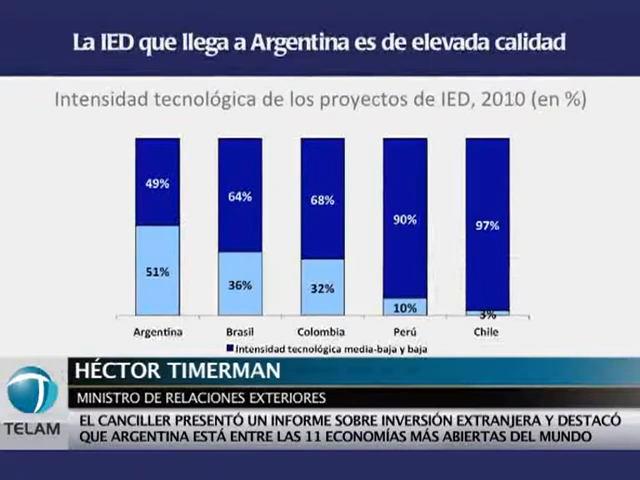 La IED que llega a Argentina es de elevada calidad
Intensidad tecnológica de los proyectos de IED, 2010 (en %)
49% 64% 68% 90% 97%
51% 36% 32% 10% 3%
Argentina Brasil Colombia Perú Chile
Intensidad tecnológica media-baja y baja
HÉCTOR TIMERMAN
MINISTRO DE RELACIONES EXTERIORES
TELAM
EL CANCILLER PRESENTÓ UN INFORME SOBRE INVERSIÓN EXTRANJERA Y DESTACÓ
QUE ARGENTINA ESTÁ ENTRE LAS 11 ECONOMÍAS MÁS ABIERTAS DEL MUNDO